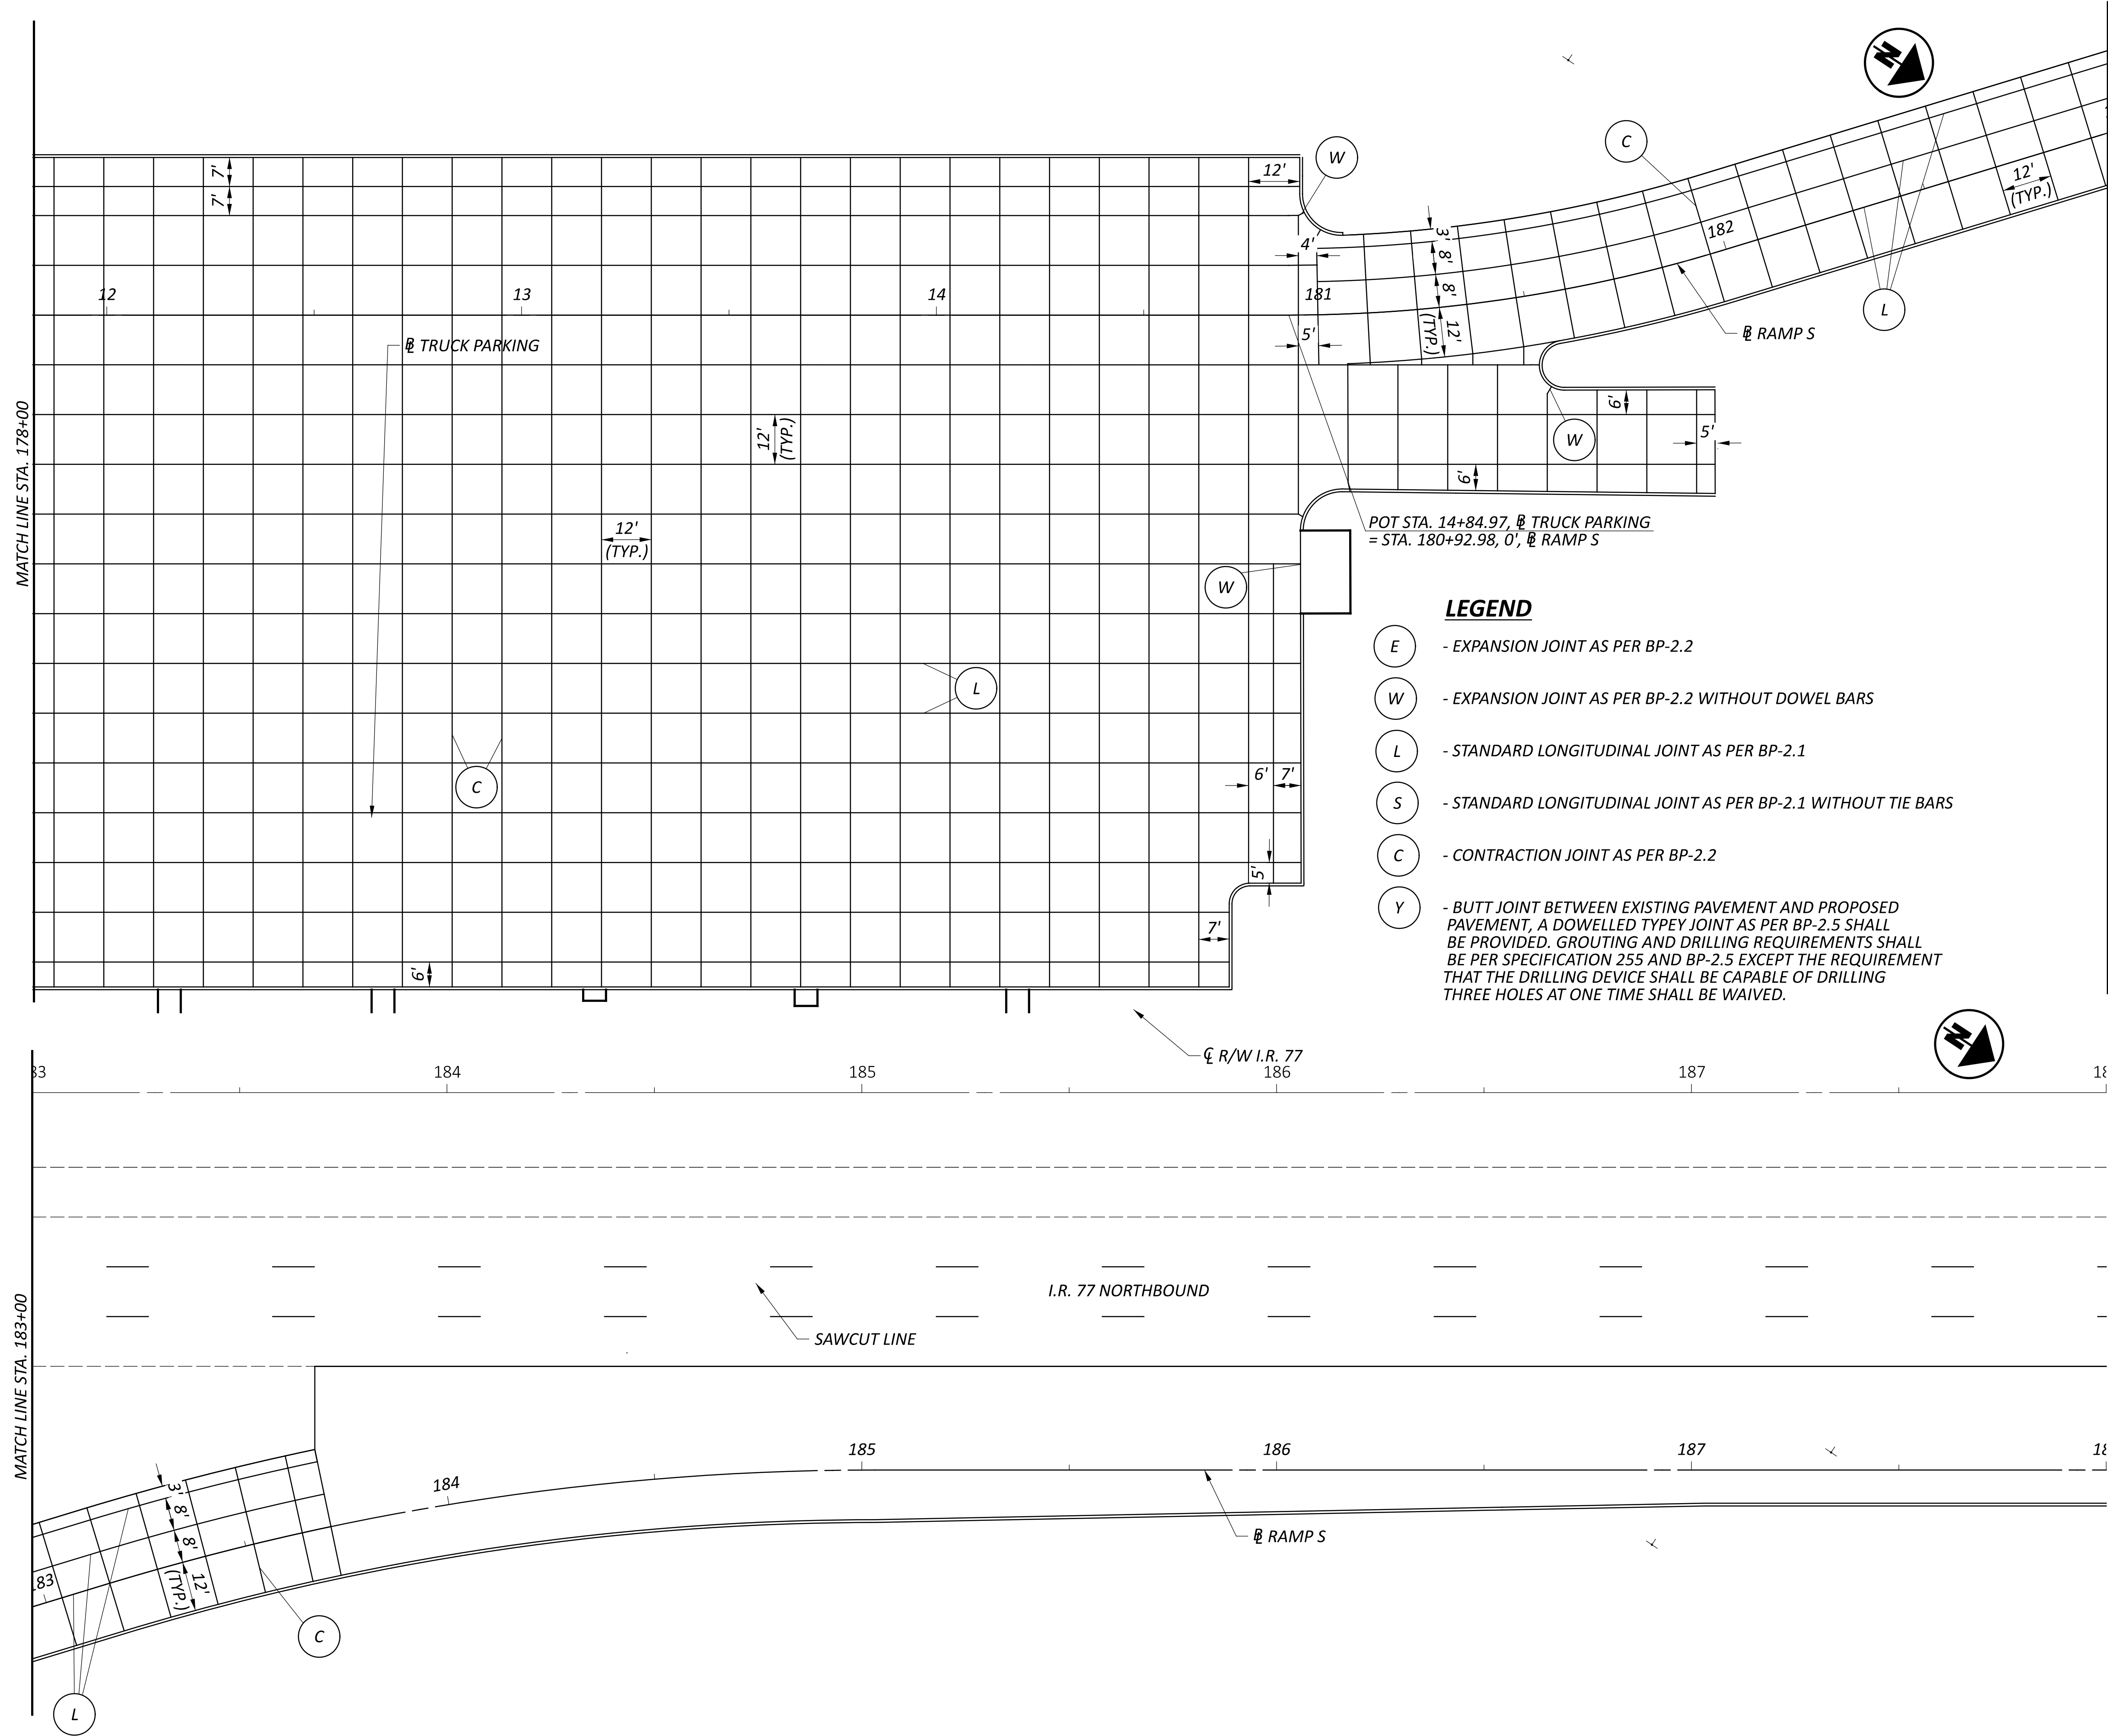 N
C
W
12'
7'
7'
12'
(TYP.)
3'
8'
8'
12'
(TYP.)
182
4'
L
12
13
14
181
5'
℄ TRUCK PARKING
℄ RAMP S
MATCH LINE STA. 178+00
12'
(TYP.)
6'
5'
W
6'
12'
(TYP.)
POT STA. 14+84.97, ℄ TRUCK PARKING
= STA. 180+92.98, 0', ℄ RAMP S
W
LEGEND
E - EXPANSION JOINT AS PER BP-2.2
W - EXPANSION JOINT AS PER BP-2.2 WITHOUT DOWEL BARS
L - STANDARD LONGITUDINAL JOINT AS PER BP-2.1
S - STANDARD LONGITUDINAL JOINT AS PER BP-2.1 WITHOUT TIE BARS
C - CONTRACTION JOINT AS PER BP-2.2
Y - BUTT JOINT BETWEEN EXISTING PAVEMENT AND PROPOSED
PAVEMENT, A DOWELLED TYPEY JOINT AS PER BP-2.5 SHALL
BE PROVIDED. GROUTING AND DRILLING REQUIREMENTS SHALL
BE PER SPECIFICATION 255 AND BP-2.5 EXCEPT THE REQUIREMENT
THAT THE DRILLING DEVICE SHALL BE CAPABLE OF DRILLING
THREE HOLES AT ONE TIME SHALL BE WAIVED.
L
C
6'
7'
5'
7'
6'
℄ R/W I.R. 77
N
83
184
185
186
187
18
I.R. 77 NORTHBOUND
SAWCUT LINE
MATCH LINE STA. 183+00
3'
8'
8'
12'
(TYP.)
183
184
185
186
187
18
℄ RAMP S
C
L